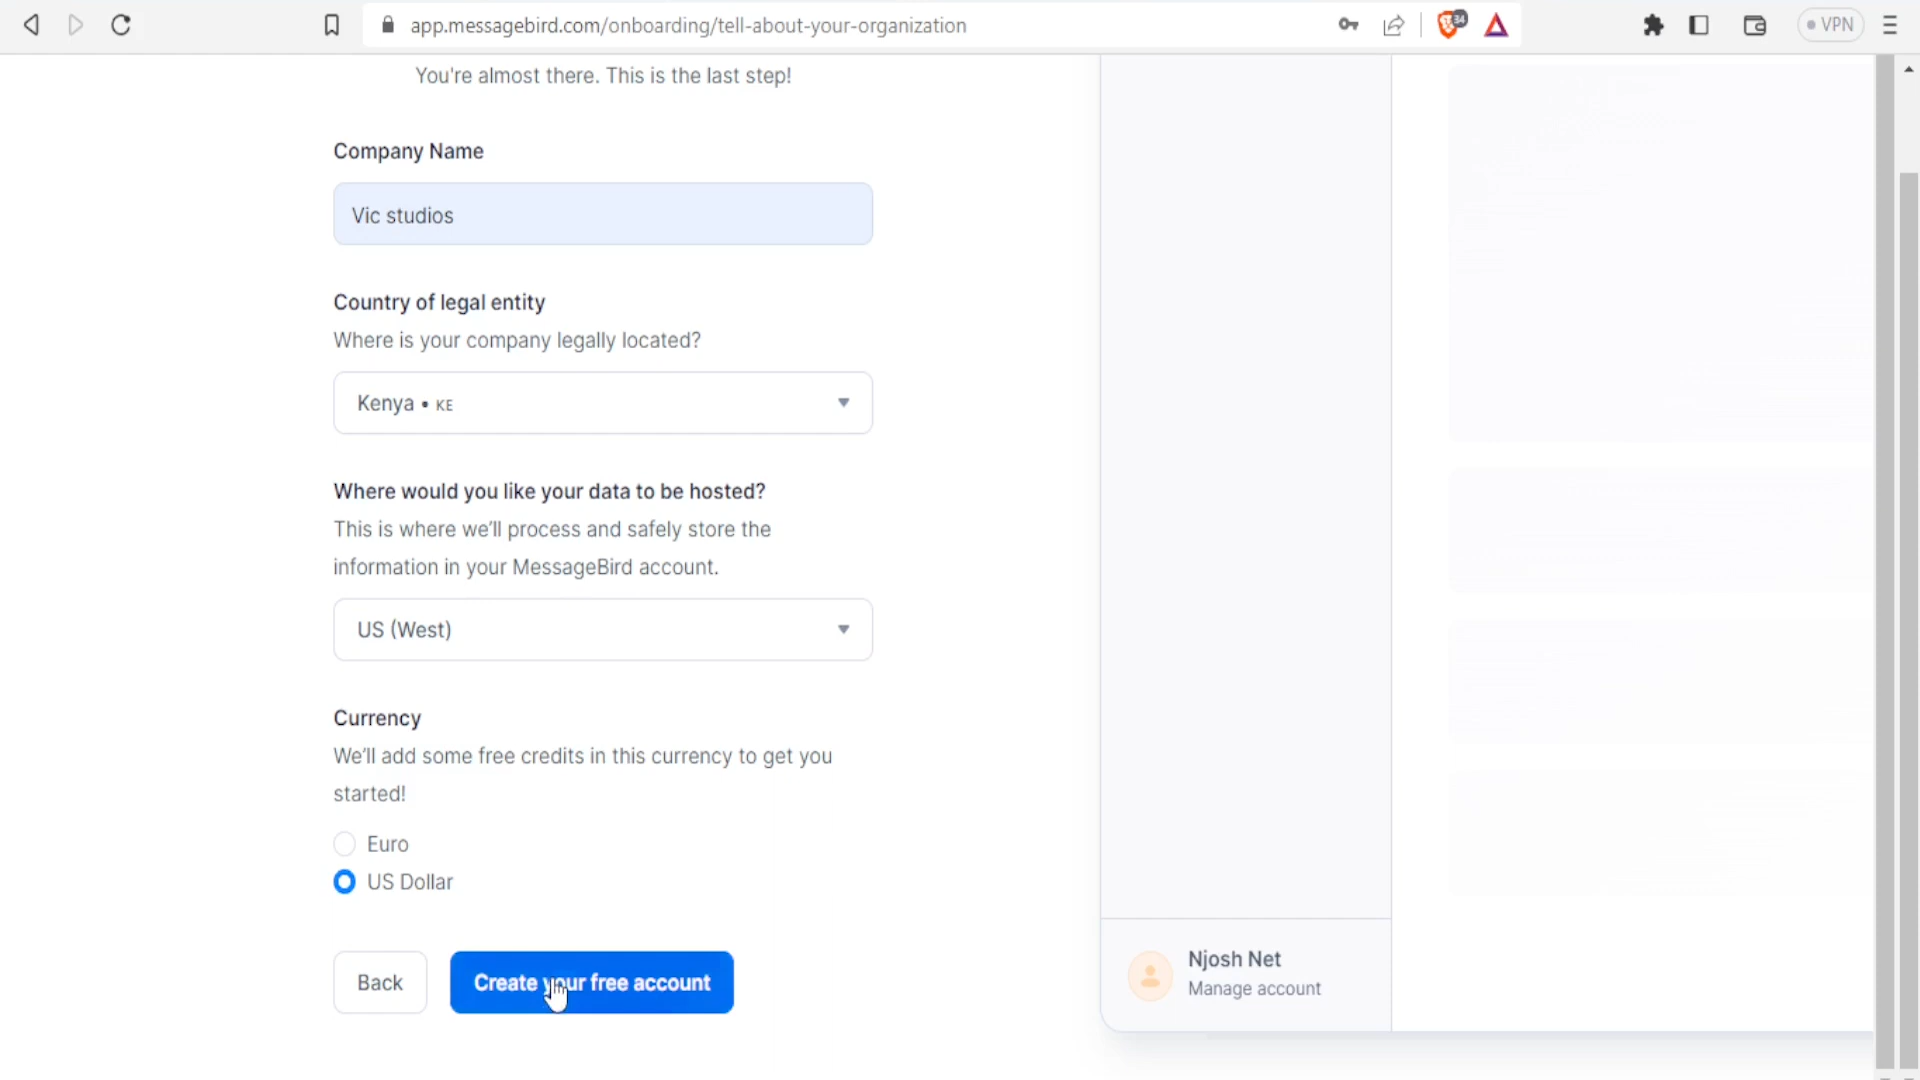 app.messagebird.com/onboarding/tell-about-your-organization
34
VPN
You're almost there. This is the last step!
Company Name
Vic studios
Country of legal entity
Where is your company legally located?
Kenya • KE
Where would you like your data to be hosted?
This is where we'll process and safely store the
information in your MessageBird account.
US (West)
Currency
We'll add some free credits in this currency to get you
started!
Euro
US Dollar
Back
Create your free account
Njosh Net
Manage account